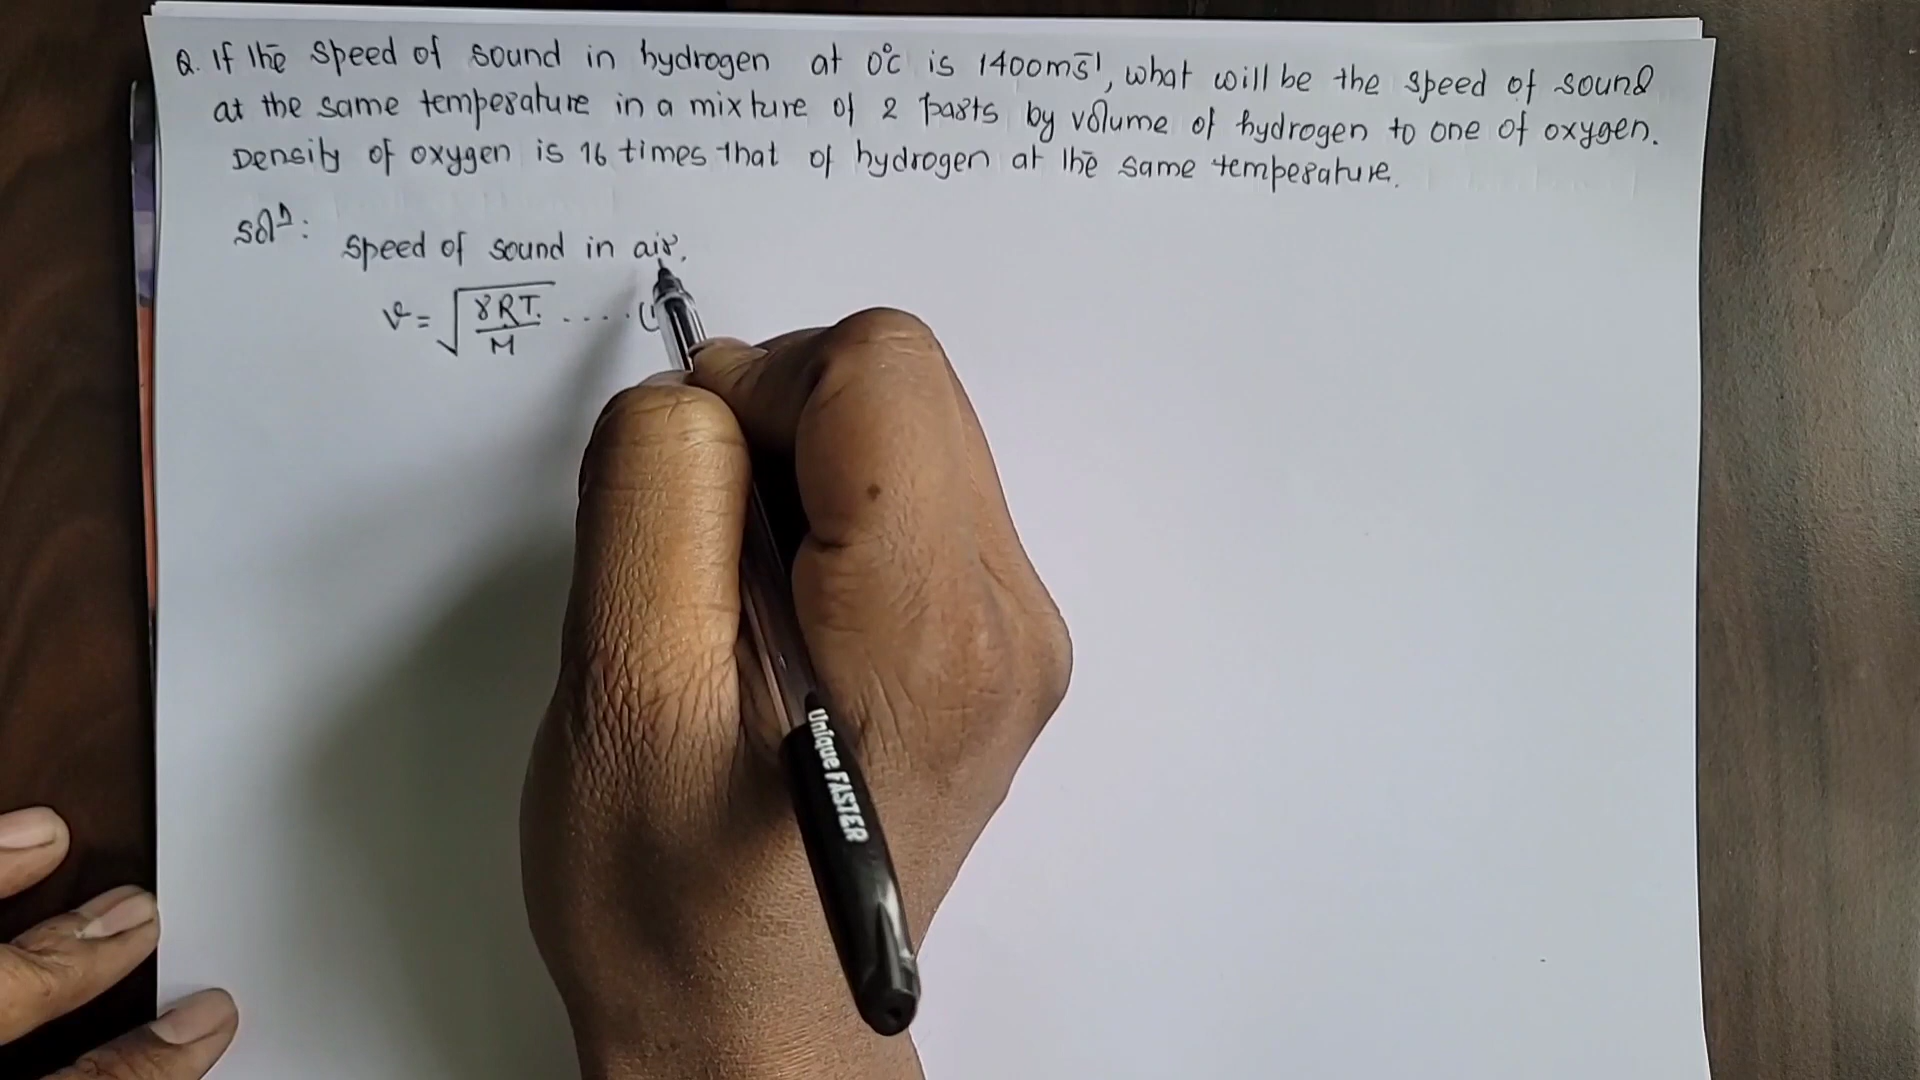 Q. If the speed of sound in hydrogen at 0°C is 1400ms⁻¹, what will be the speed of sound
at the same temperature in a mixture of 2 parts by volume of hydrogen to one of oxygen.
Density of oxygen is 16 times that of hydrogen at the same temperature.
solⁿ:
speed of sound in air.
v = √(γRT/M) ....(
Unique FASTER